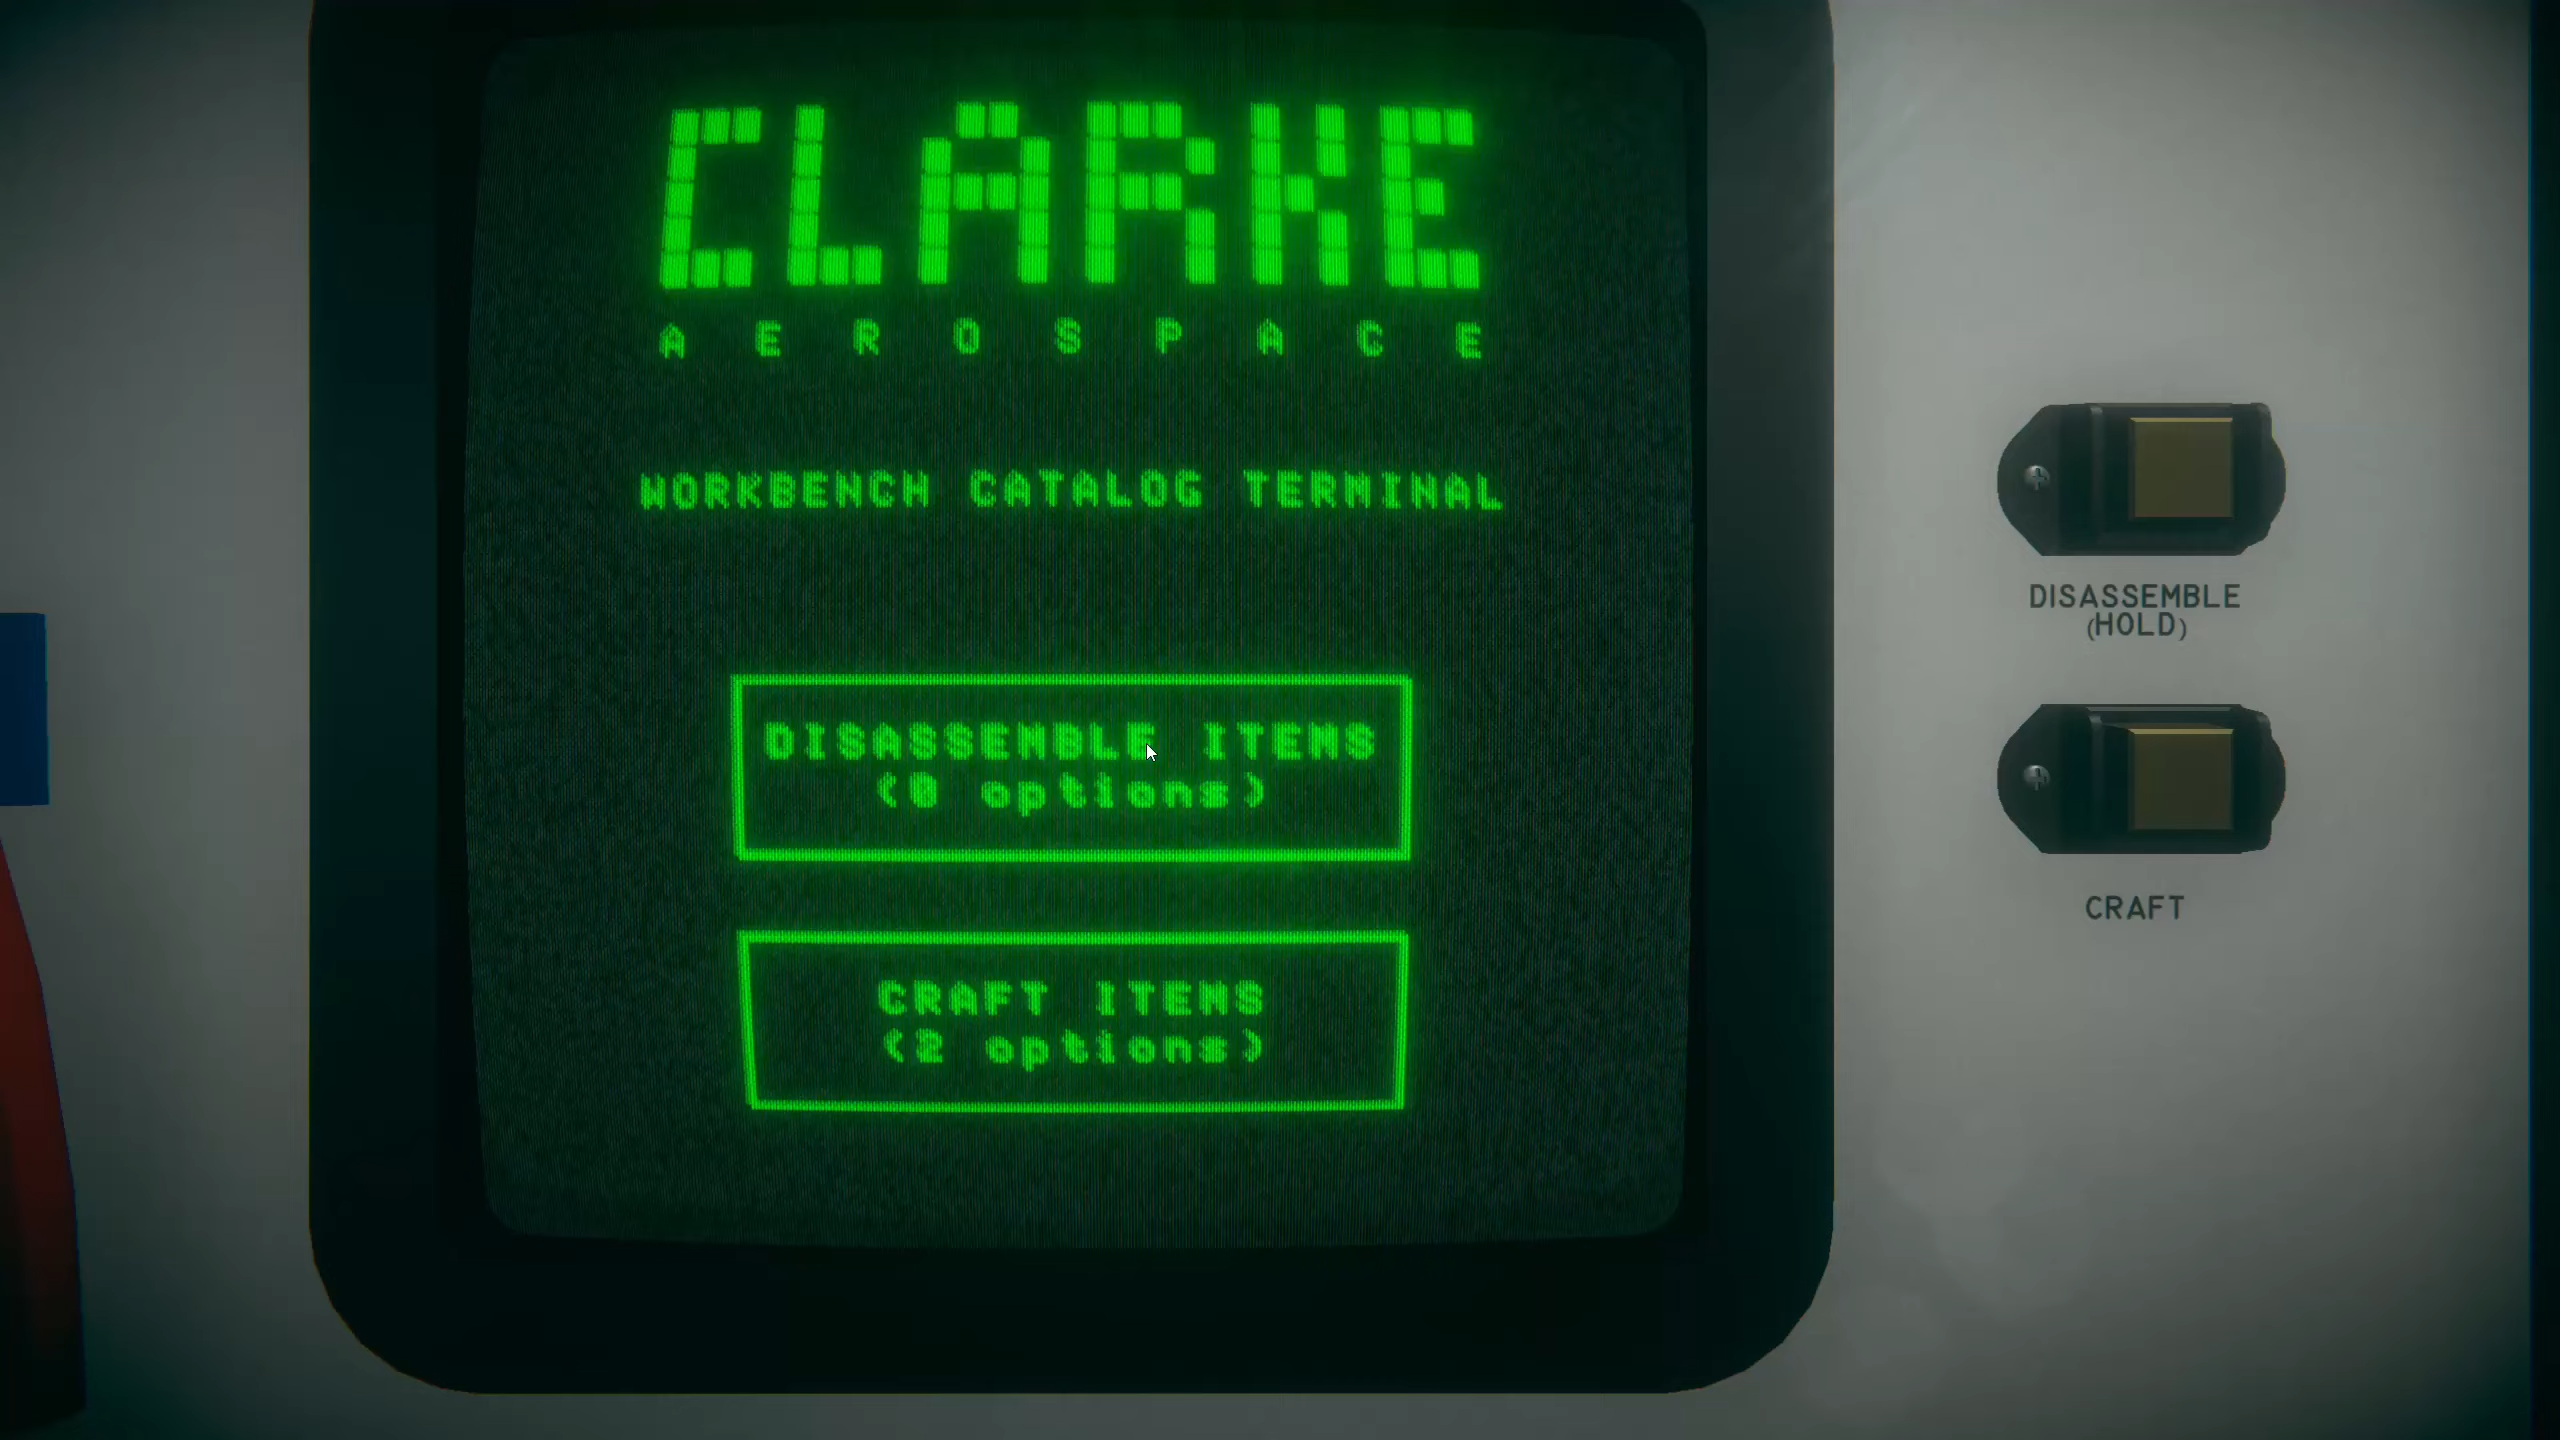 CLARKE
AEROSPACE
WORKBENCH CATALOG TERMINAL
DISASSEMBLE ITEMS
(0 options)
CRAFT ITEMS
(2 options)
DISASSEMBLE
(HOLD)
CRAFT